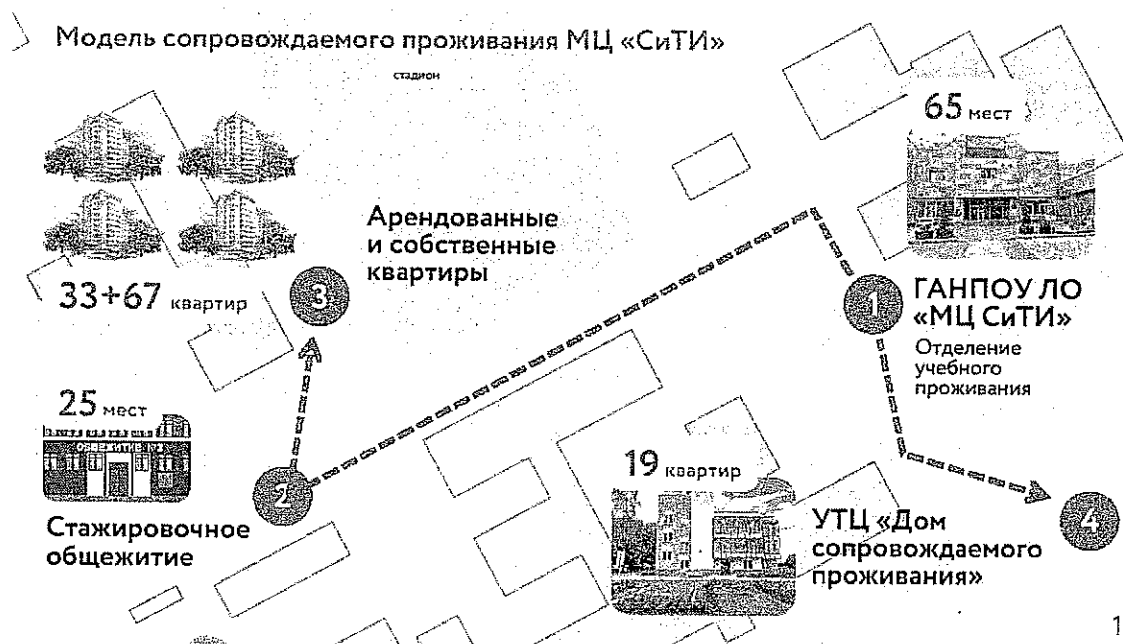 Модель сопровождаемого проживания МЦ «СиТИ»
стадион
65 мест
Арендованные
и собственные
квартиры
33+67 квартир
3
1
ГАНПОУ ЛО
«МЦ СиТИ»
Отделение
учебного
проживания
25 мест
ОБЩЕЖИТИЕ
2
Стажировочное
общежитие
19 квартир
УТЦ «Дом
сопровождаемого
проживания»
4
1